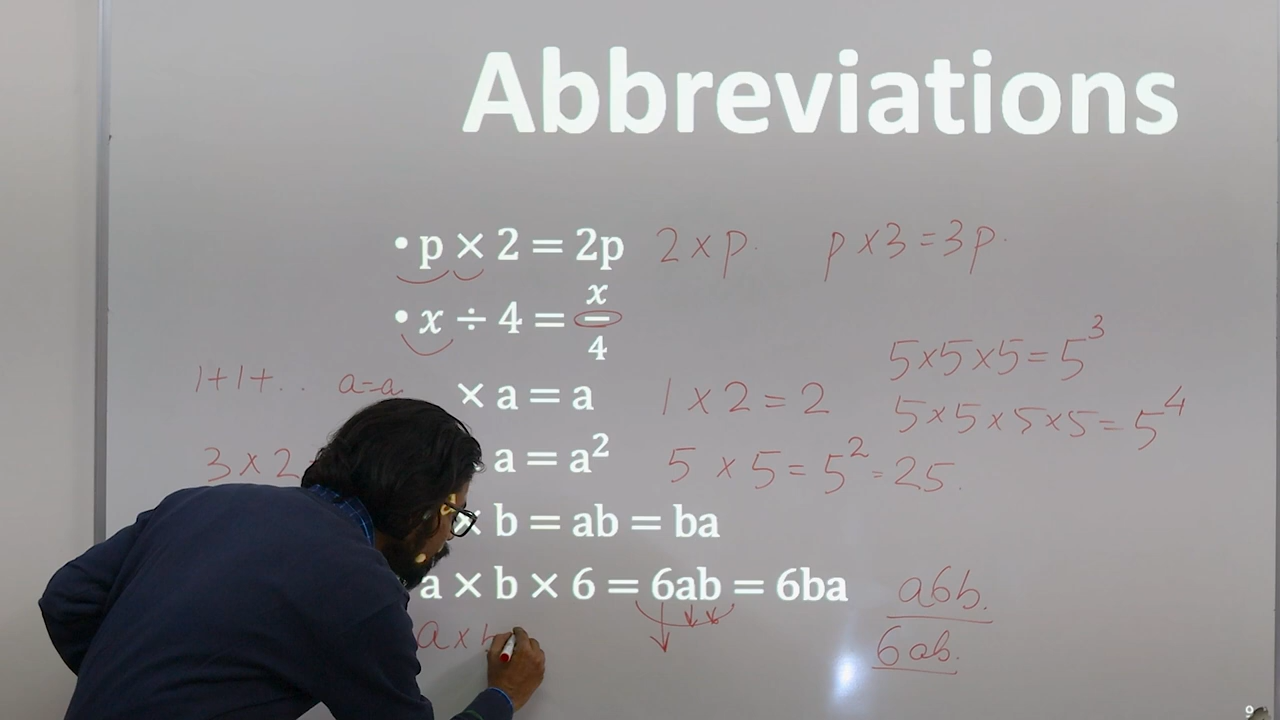 Abbreviations
• p × 2 = 2p 2 × p. p × 3 = 3p.
• x ÷ 4 = x/4
5×5×5=5³
1+1+.. a=a × a = a 1 × 2 = 2 5×5×5×5=5⁴
3×2 a = a² 5 × 5 = 5² = 25.
× b = ab = ba
a × b × 6 = 6ab = 6ba a6b.
a × 6ab.
9